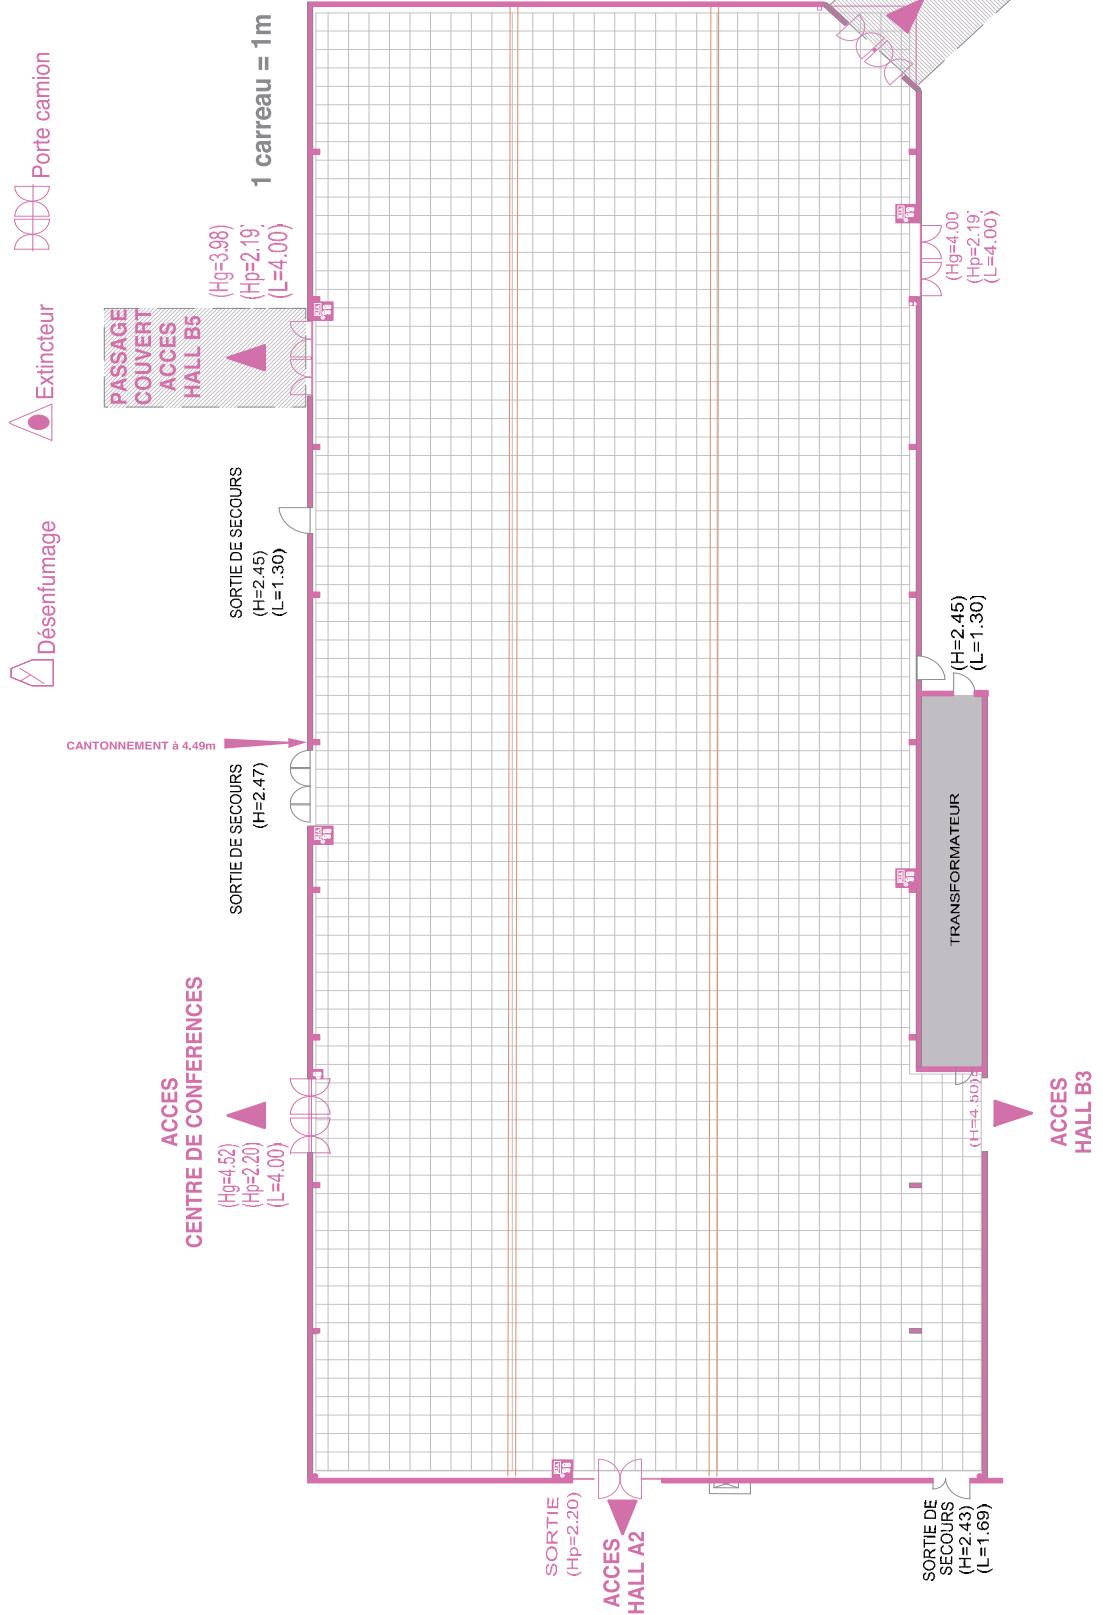 Porte camion
Extincteur
Désenfumage
1 carreau = 1m
PASSAGE
COUVERT
ACCES
HALL B5
(Hg=3.98)
(Hp=2.19)
(L=4.00)
SORTIE DE SECOURS
(H=2.45)
(L=1.30)
CANTONNEMENT à 4.49m
SORTIE DE SECOURS
(H=2.47)
ACCES
CENTRE DE CONFERENCES
(Hg=4.52)
(Hp=2.20)
(L=4.00)
(Hg=4.00
(Hp=2.19)
(L=4.00)
(H=2.45)
(L=1.30)
TRANSFORMATEUR
(H=4.50)
ACCES
HALL B3
SORTIE
(Hp=2.20)
ACCES
HALL A2
SORTIE DE
SECOURS
(H=2.43)
(L=1.69)